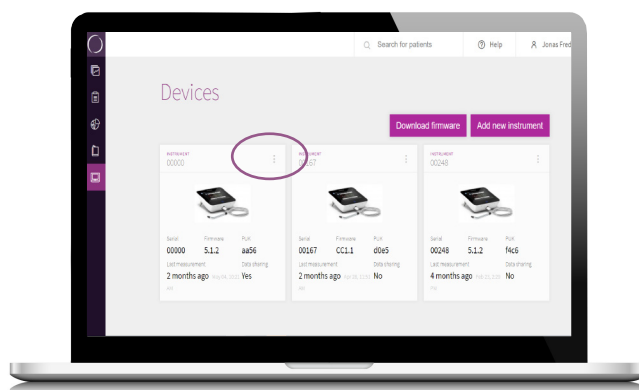 Search for patients
Help
Jonas Fred
Devices
Download firmware
Add new instrument
INSTRUMENT
00000
INSTRUMENT
00167
INSTRUMENT
00248
Serial Firmware PUK
00000 5.1.2 aa56
Last measurement Data sharing
2 months ago Yes
Serial Firmware PUK
00167 CC1.1 d0e5
Last measurement Data sharing
2 months ago No
Serial Firmware PUK
00248 5.1.2 f4c6
Last measurement Data sharing
4 months ago No